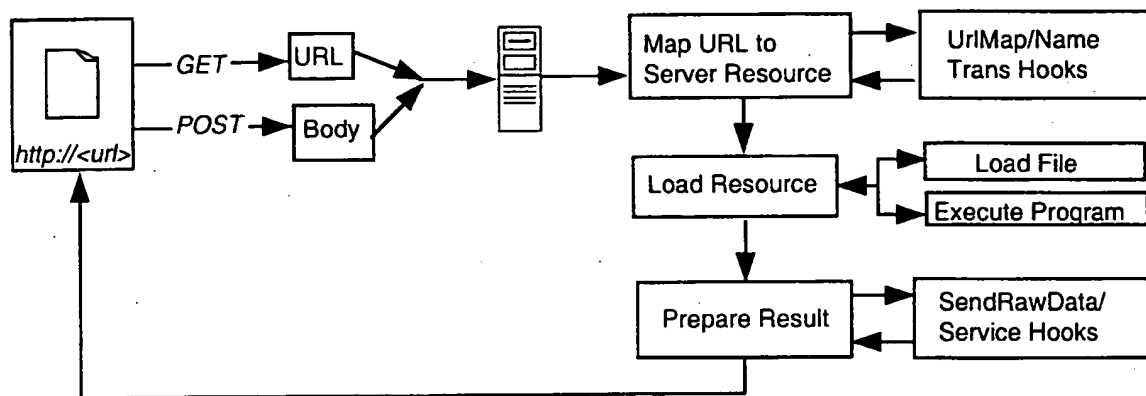 GET
URL
POST
Body
http://<url>
Map URL to
Server Resource
UrlMap/Name
Trans Hooks
Load Resource
Load File
Execute Program
Prepare Result
SendRawData/
Service Hooks